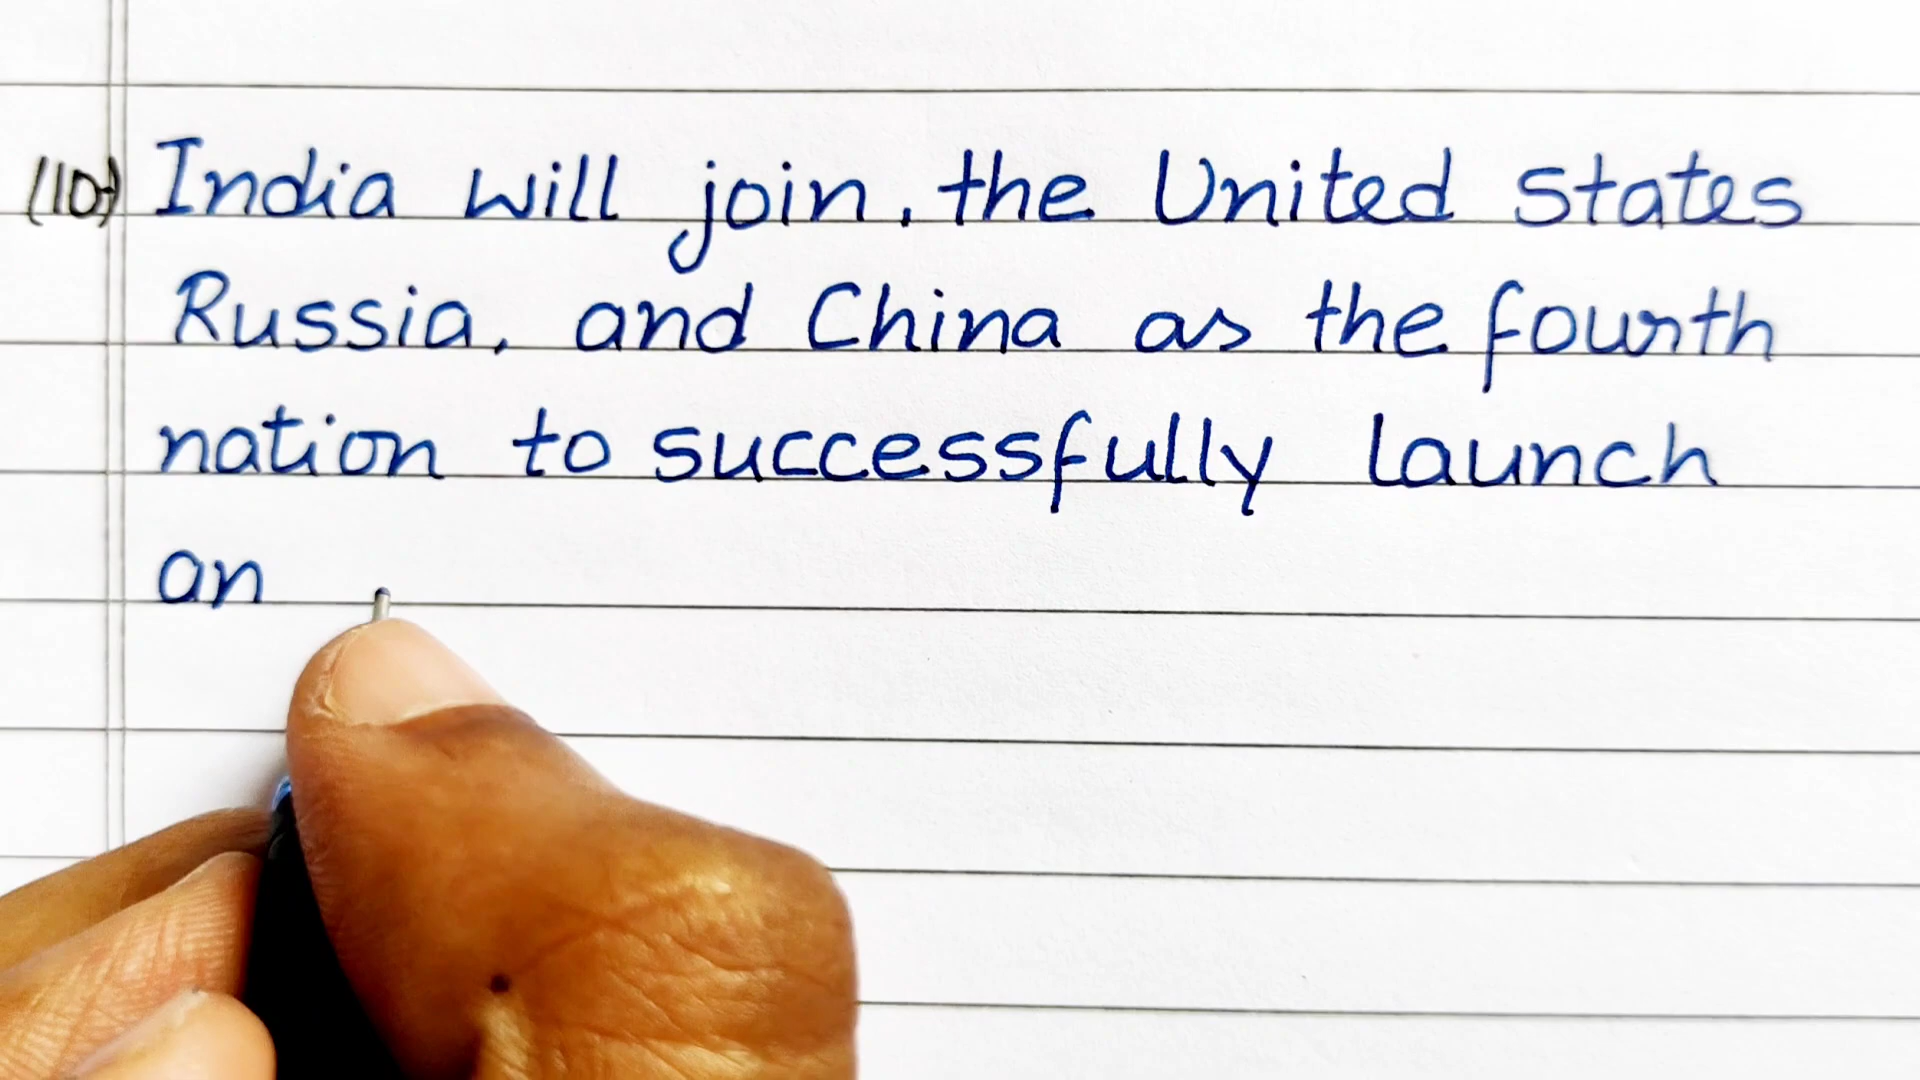 (10) India will join, the United States
Russia, and China as the fourth
nation to successfully launch
an